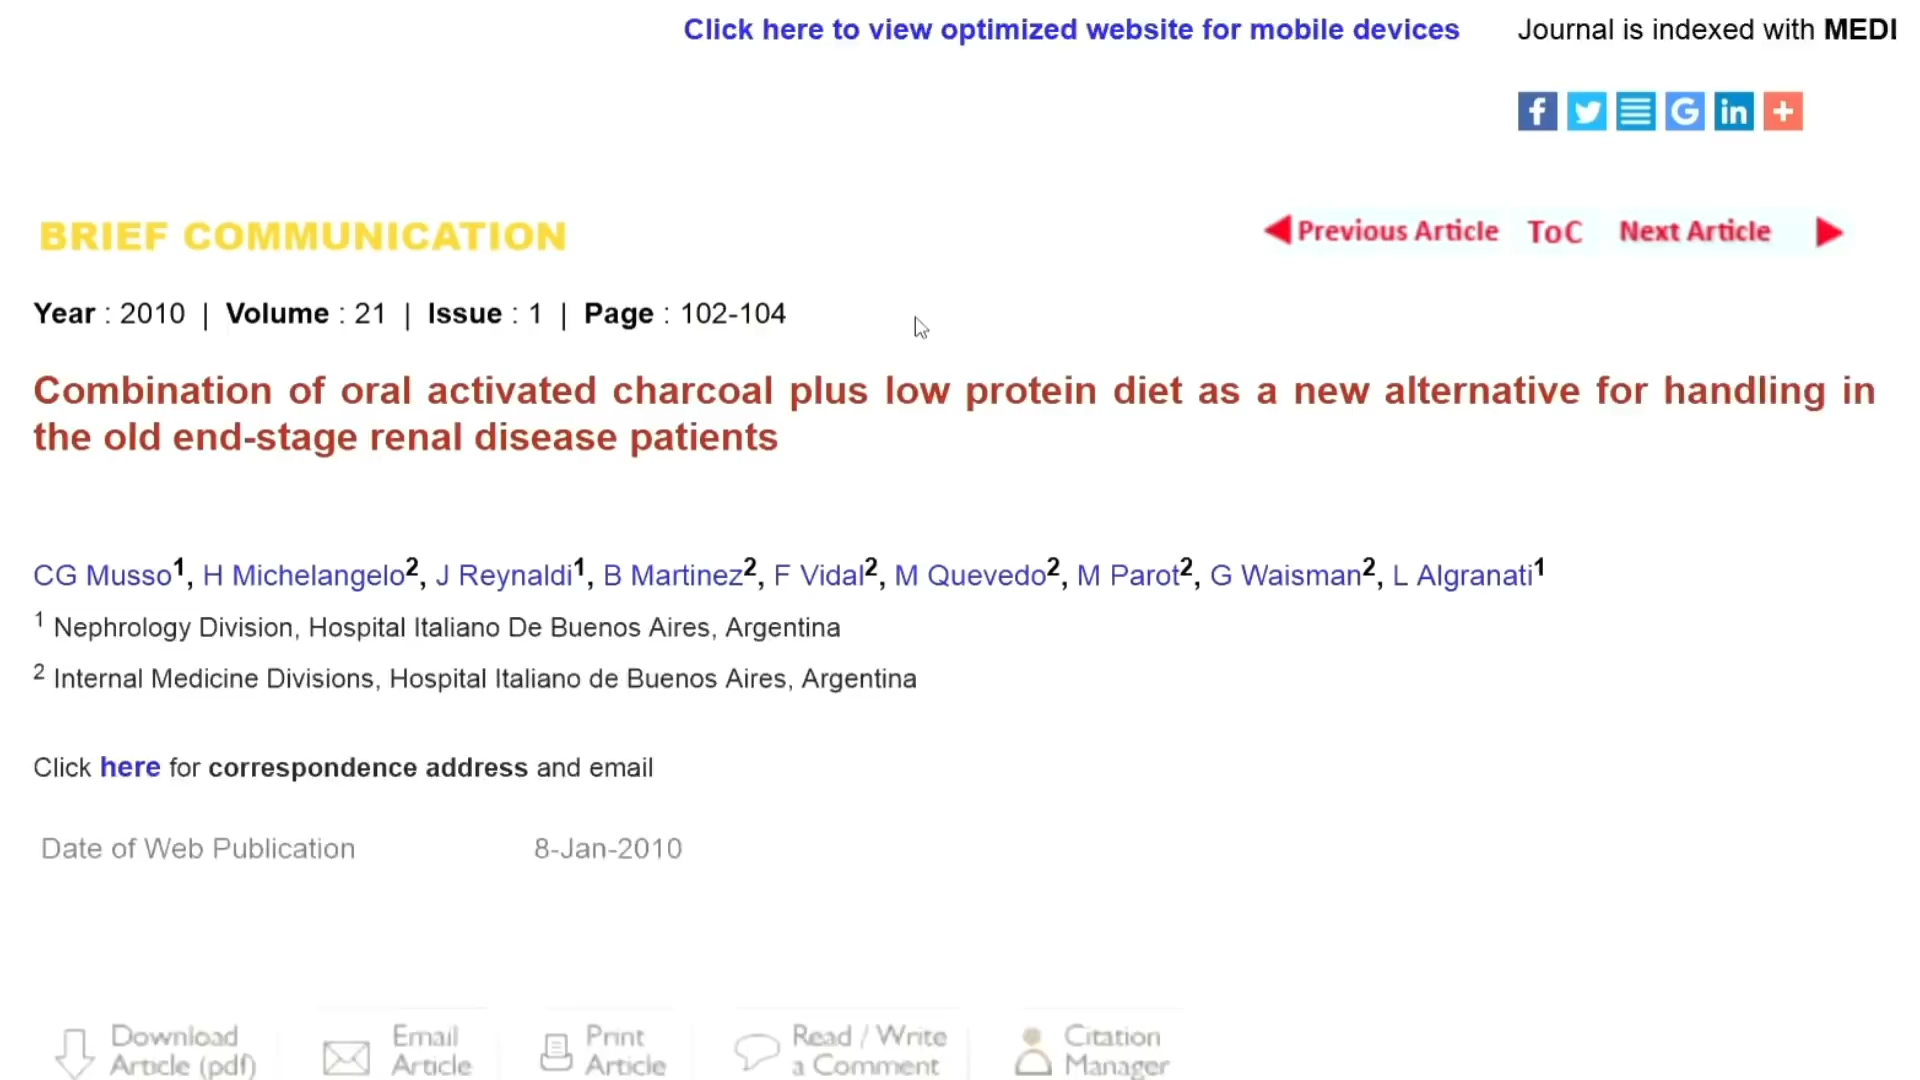 Click here to view optimized website for mobile devices
Journal is indexed with MEDI
BRIEF COMMUNICATION
Previous Article ToC Next Article
Year : 2010 | Volume : 21 | Issue : 1 | Page : 102-104
Combination of oral activated charcoal plus low protein diet as a new alternative for handling in
the old end-stage renal disease patients
CG Musso1, H Michelangelo2, J Reynaldi1, B Martinez2, F Vidal2, M Quevedo2, M Parot2, G Waisman2, L Algranati1
1 Nephrology Division, Hospital Italiano De Buenos Aires, Argentina
2 Internal Medicine Divisions, Hospital Italiano de Buenos Aires, Argentina
Click here for correspondence address and email
Date of Web Publication 8-Jan-2010
Download
Article (pdf)
Email
Article
Print
Article
Read / Write
a Comment
Citation
Manager